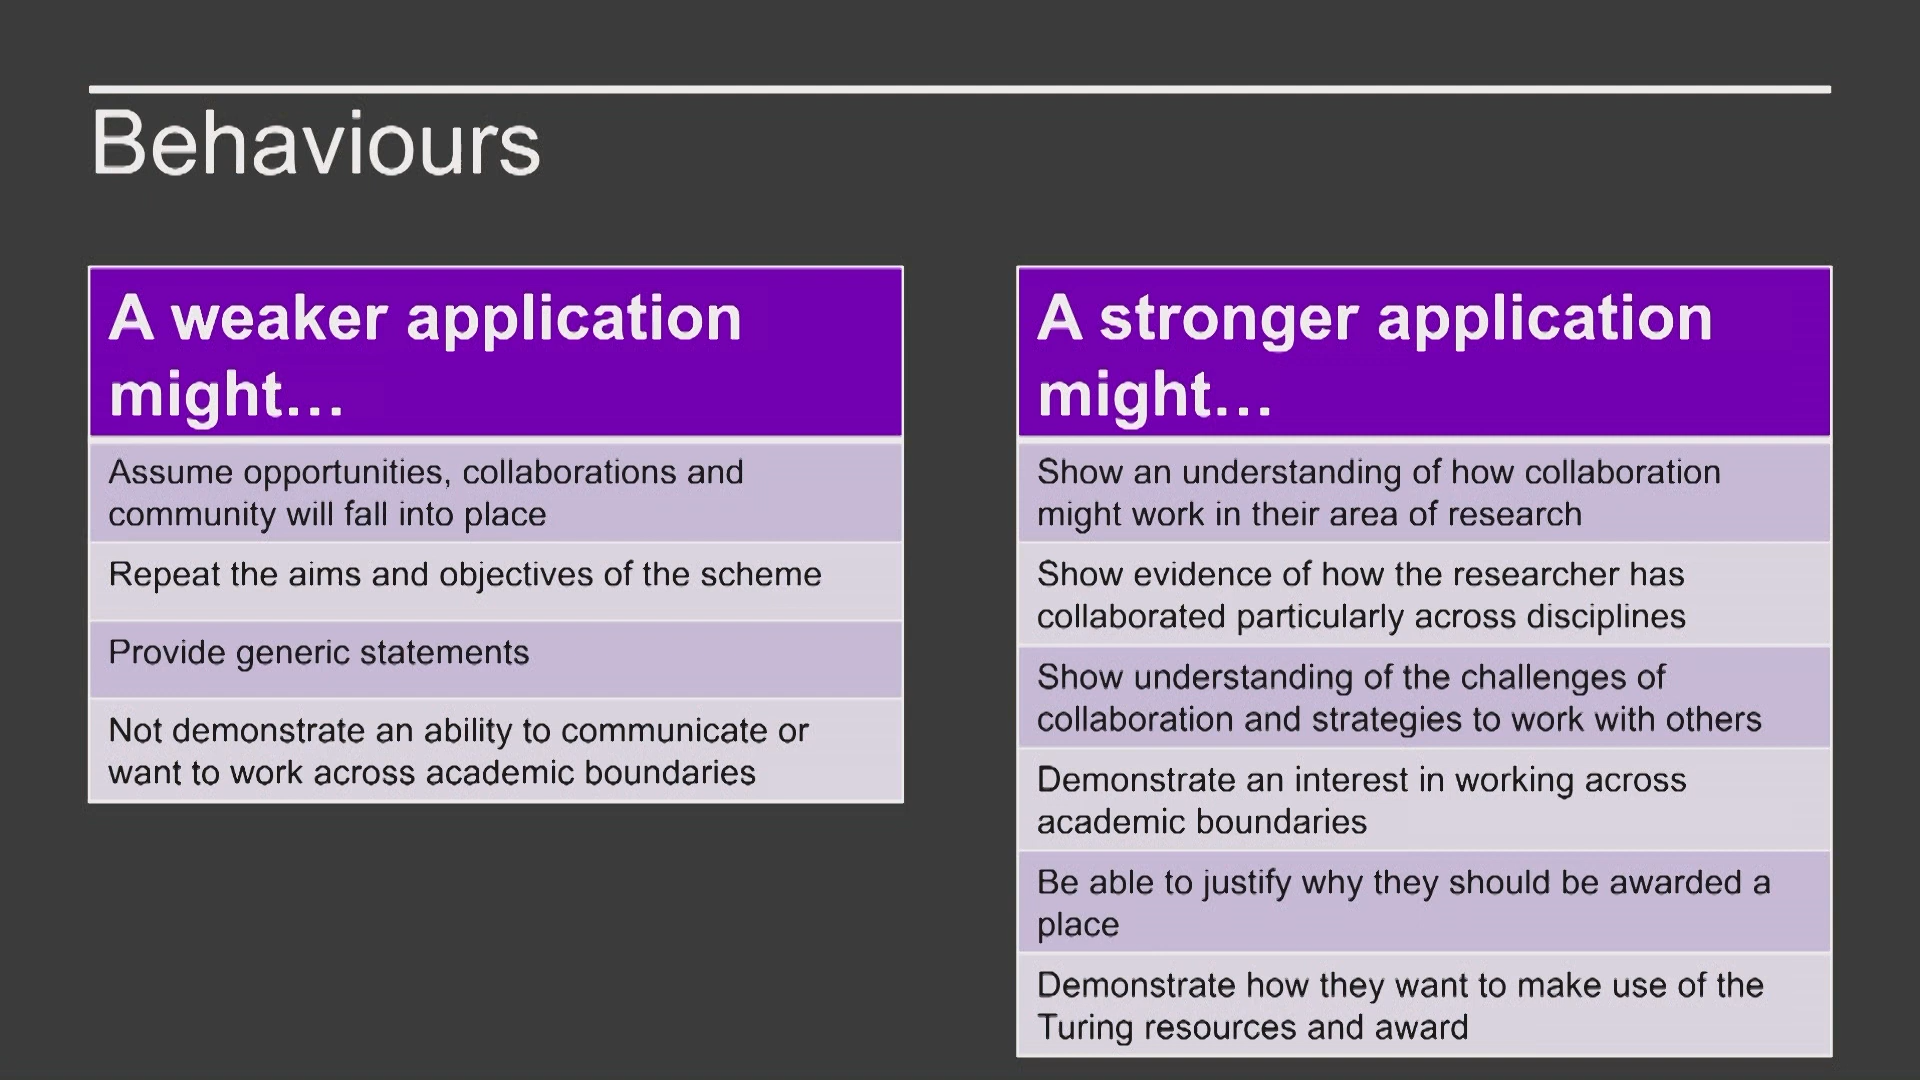 Behaviours
A weaker application
might…
Assume opportunities, collaborations and
community will fall into place
Repeat the aims and objectives of the scheme
Provide generic statements
Not demonstrate an ability to communicate or
want to work across academic boundaries
A stronger application
might…
Show an understanding of how collaboration
might work in their area of research
Show evidence of how the researcher has
collaborated particularly across disciplines
Show understanding of the challenges of
collaboration and strategies to work with others
Demonstrate an interest in working across
academic boundaries
Be able to justify why they should be awarded a
place
Demonstrate how they want to make use of the
Turing resources and award